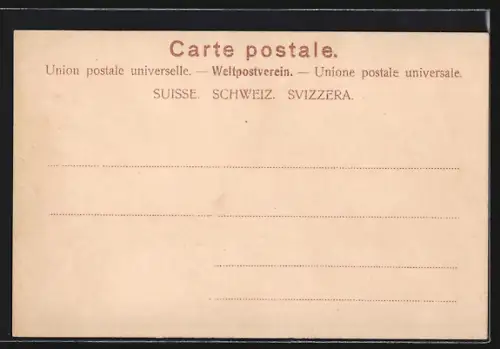 Carte postale.
Union postale universelle. — Weltpostverein. — Unione postale universale.
SUISSE. SCHWEIZ. SVIZZERA.